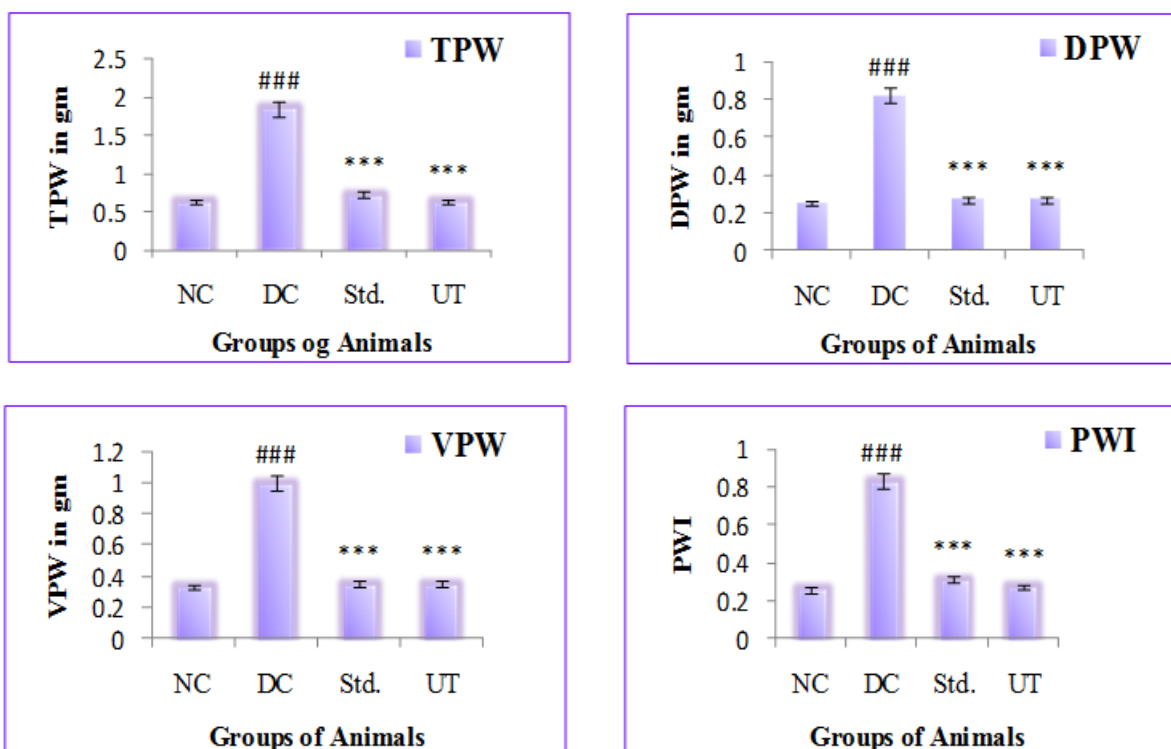 TPW
2.5
###
2
1.5
***
***
1
0.5
0
TPW in gm
NC DC Std. UT
Groups og Animals
DPW
1
###
0.8
0.6
***
***
0.4
0.2
0
DPW in gm
NC DC Std. UT
Groups of Animals
VPW
1.2
###
1
0.8
0.6
***
***
0.4
0.2
0
VPW in gm
NC DC Std. UT
Groups of Animals
PWI
1
###
0.8
0.6
***
***
0.4
0.2
0
PWI
NC DC Std. UT
Groups of Animals